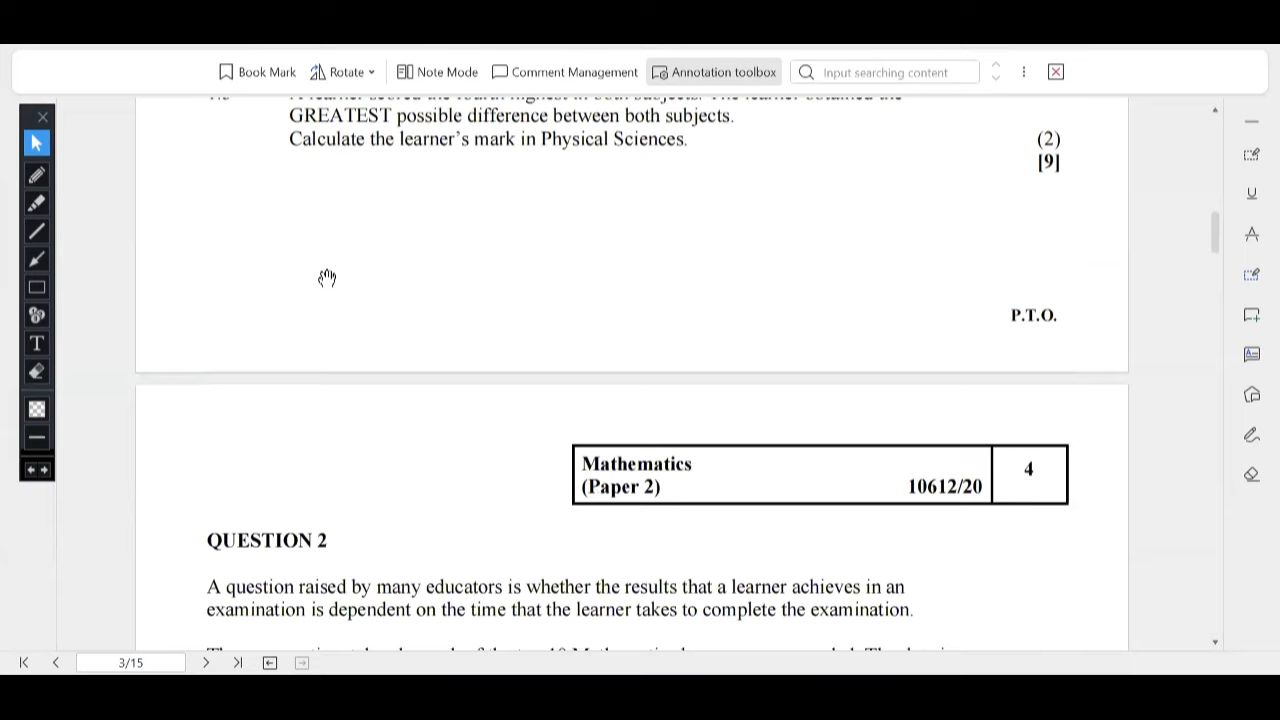 Book Mark Rotate Note Mode Comment Management Annotation toolbox Input searching content
GREATEST possible difference between both subjects.
Calculate the learner's mark in Physical Sciences. (2)
[9]
P.T.O.
Mathematics
(Paper 2) 10612/20 4
QUESTION 2
A question raised by many educators is whether the results that a learner achieves in an
examination is dependent on the time that the learner takes to complete the examination.
3/15